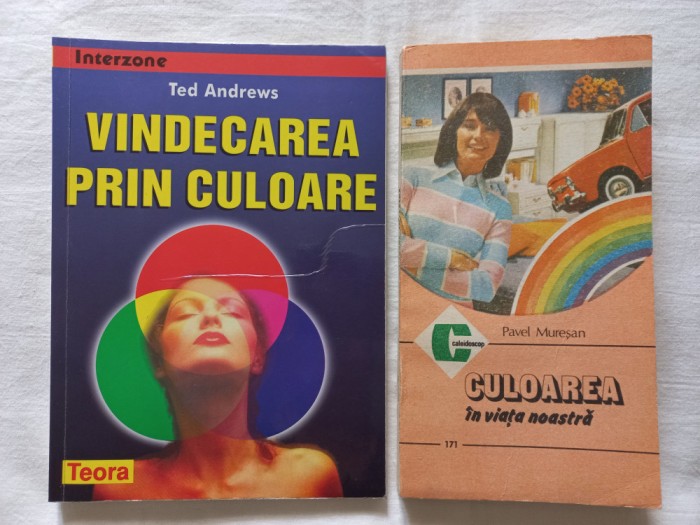 Interzone
Ted Andrews
VINDECAREA
PRIN CULOARE
Teora
Pavel Mureșan
caleidoscop
CULOAREA
în viața noastră
171